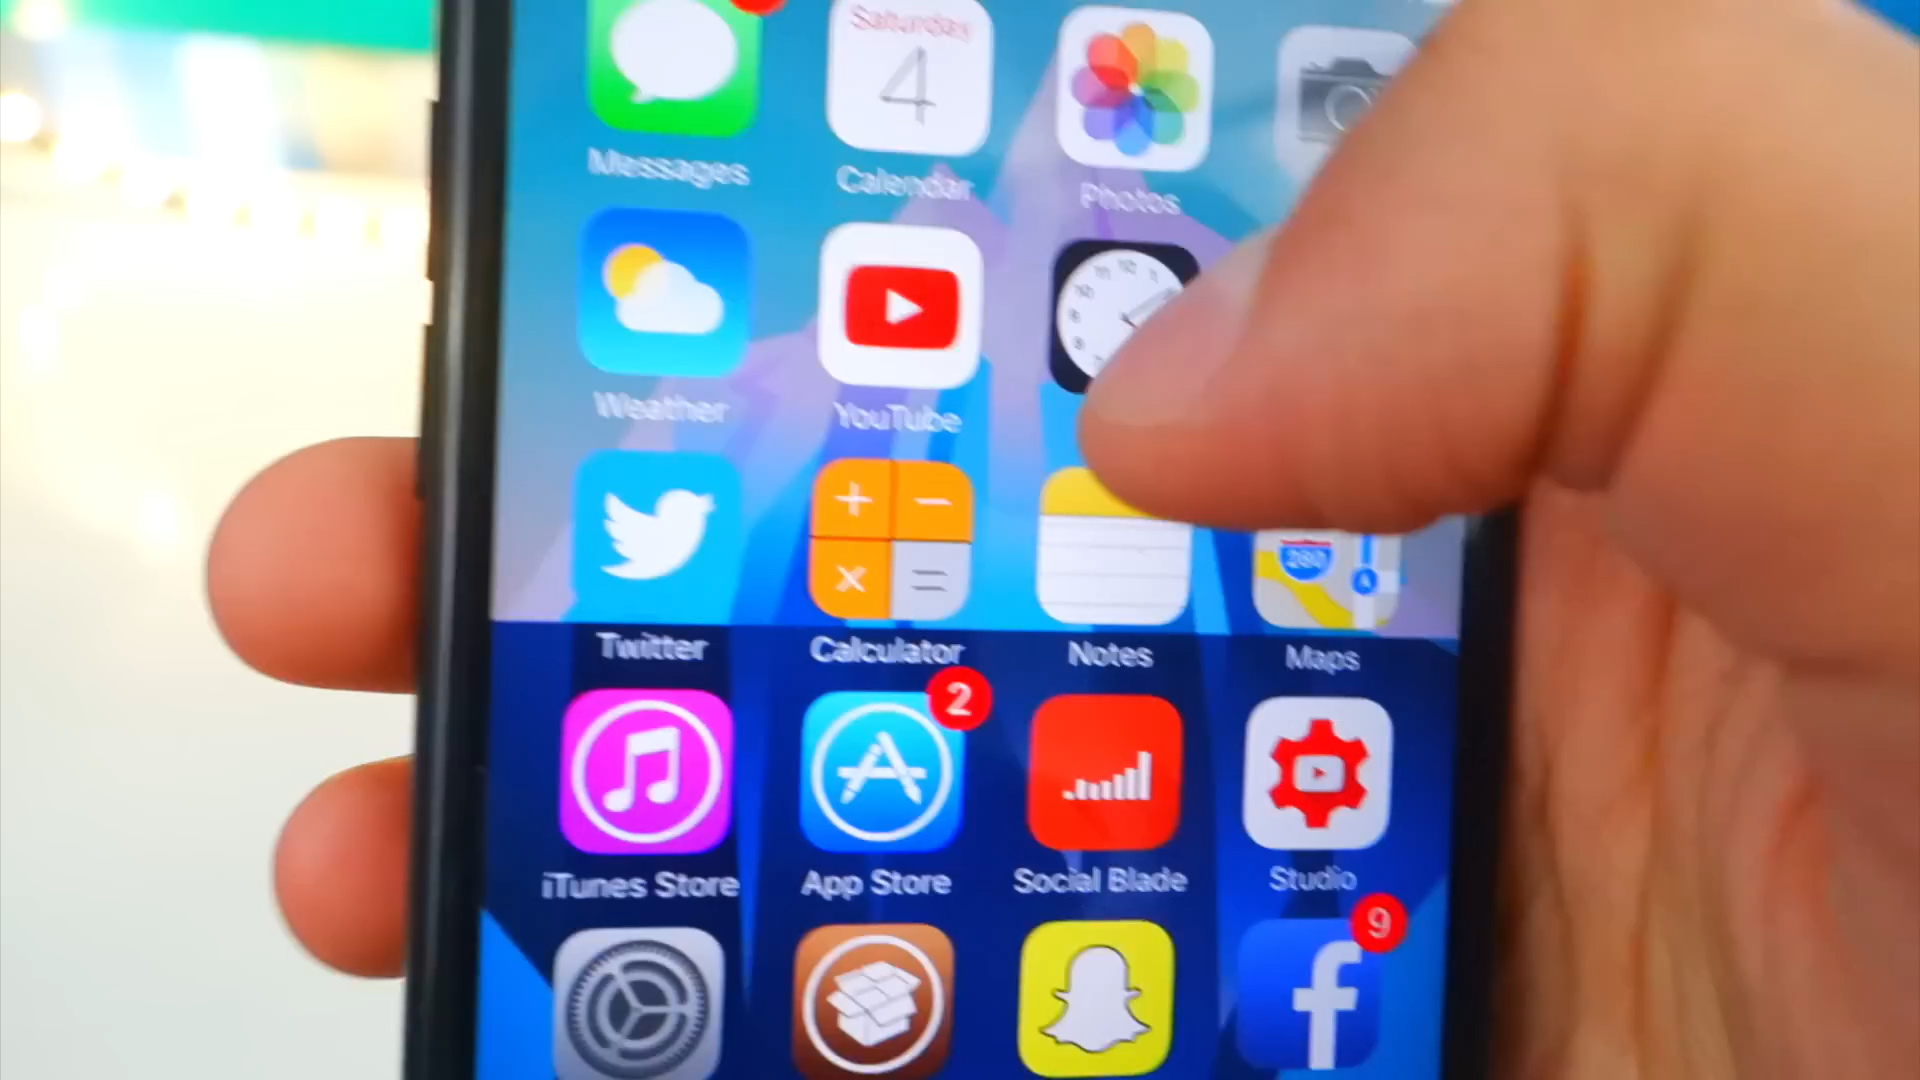 Saturday
4
Messages
Calendar
Photos
Weather
YouTube
280
Twitter
Calculator
Notes
Maps
2
iTunes Store
App Store
Social Blade
Studio
9